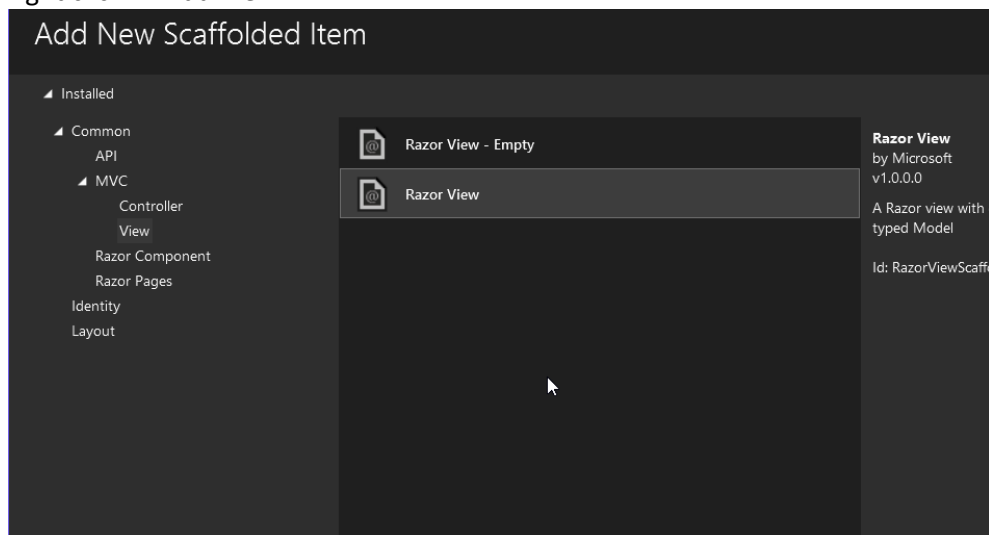 Add New Scaffolded Item
Installed
Common
API
MVC
Controller
View
Razor Component
Razor Pages
Identity
Layout
Razor View - Empty
Razor View
Razor View
by Microsoft
v1.0.0.0
A Razor view with
typed Model
Id: